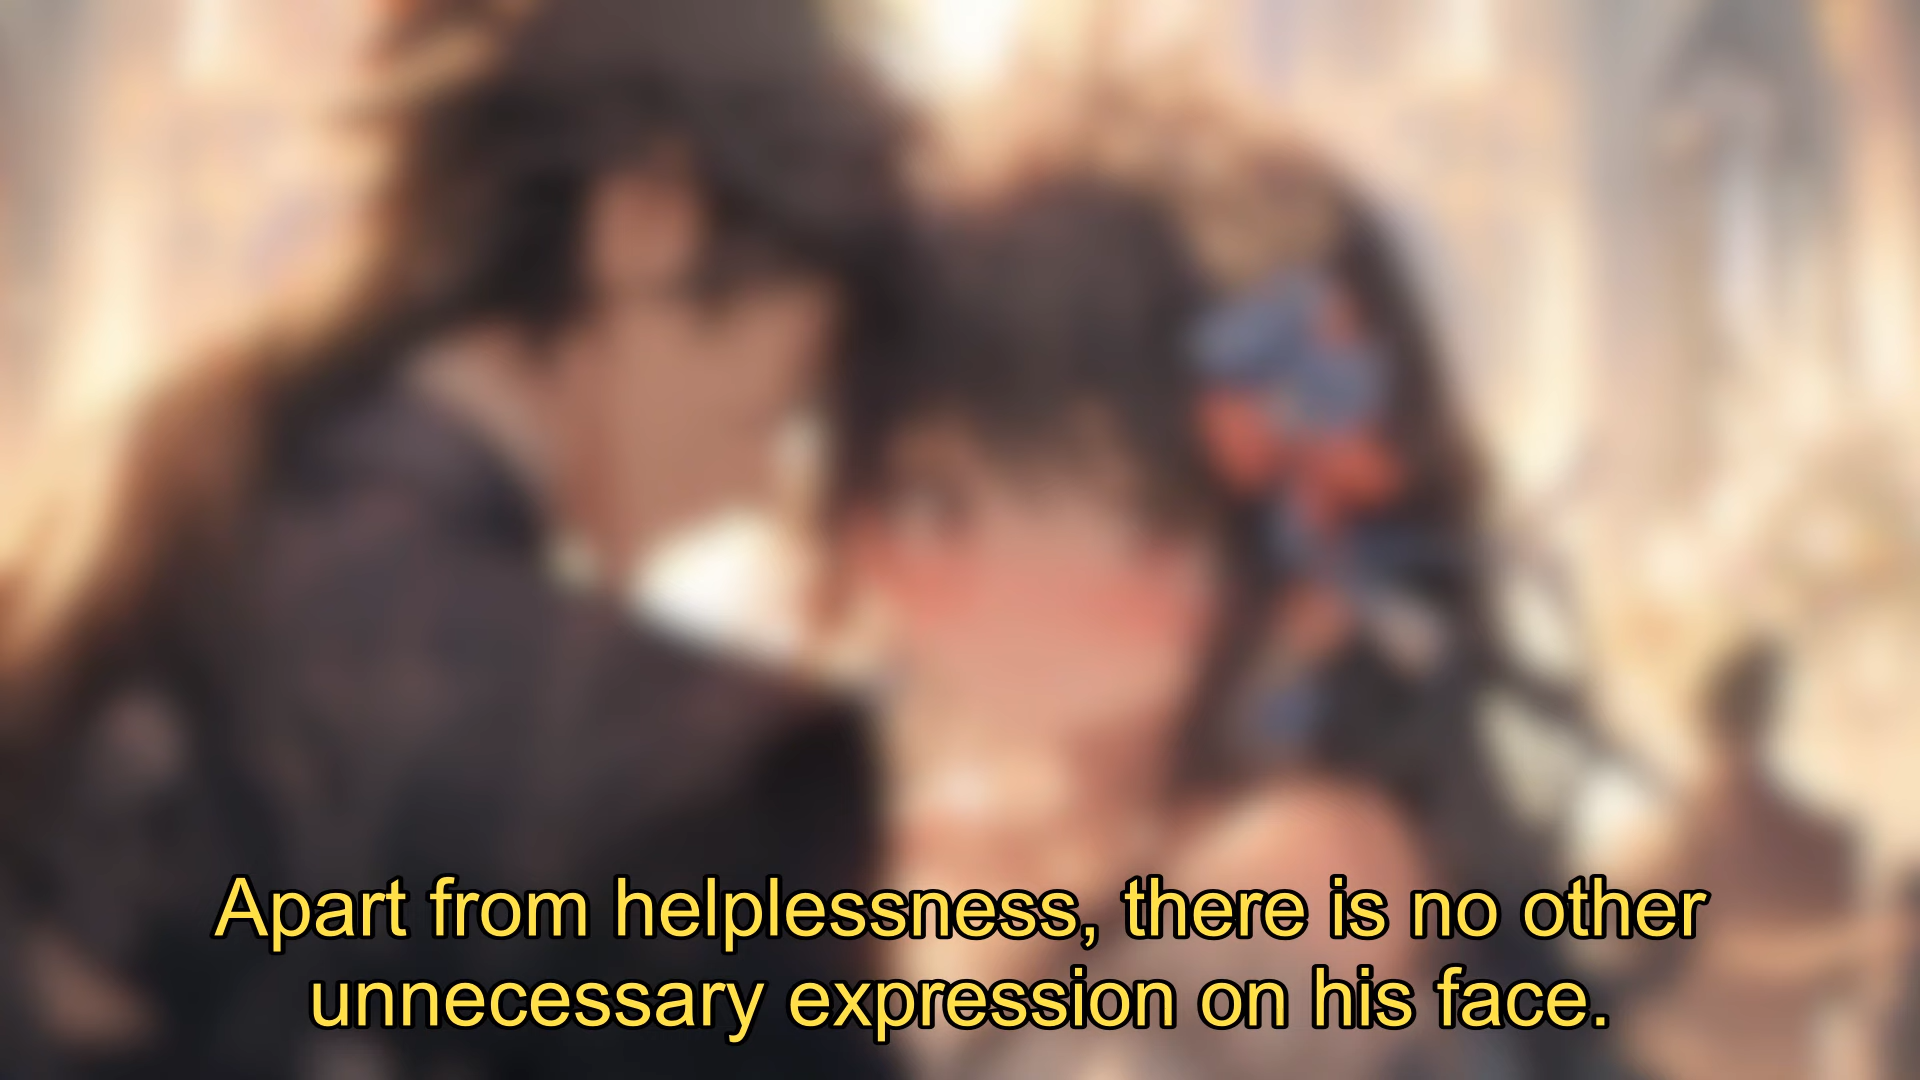 Apart from helplessness, there is no other
unnecessary expression on his face.